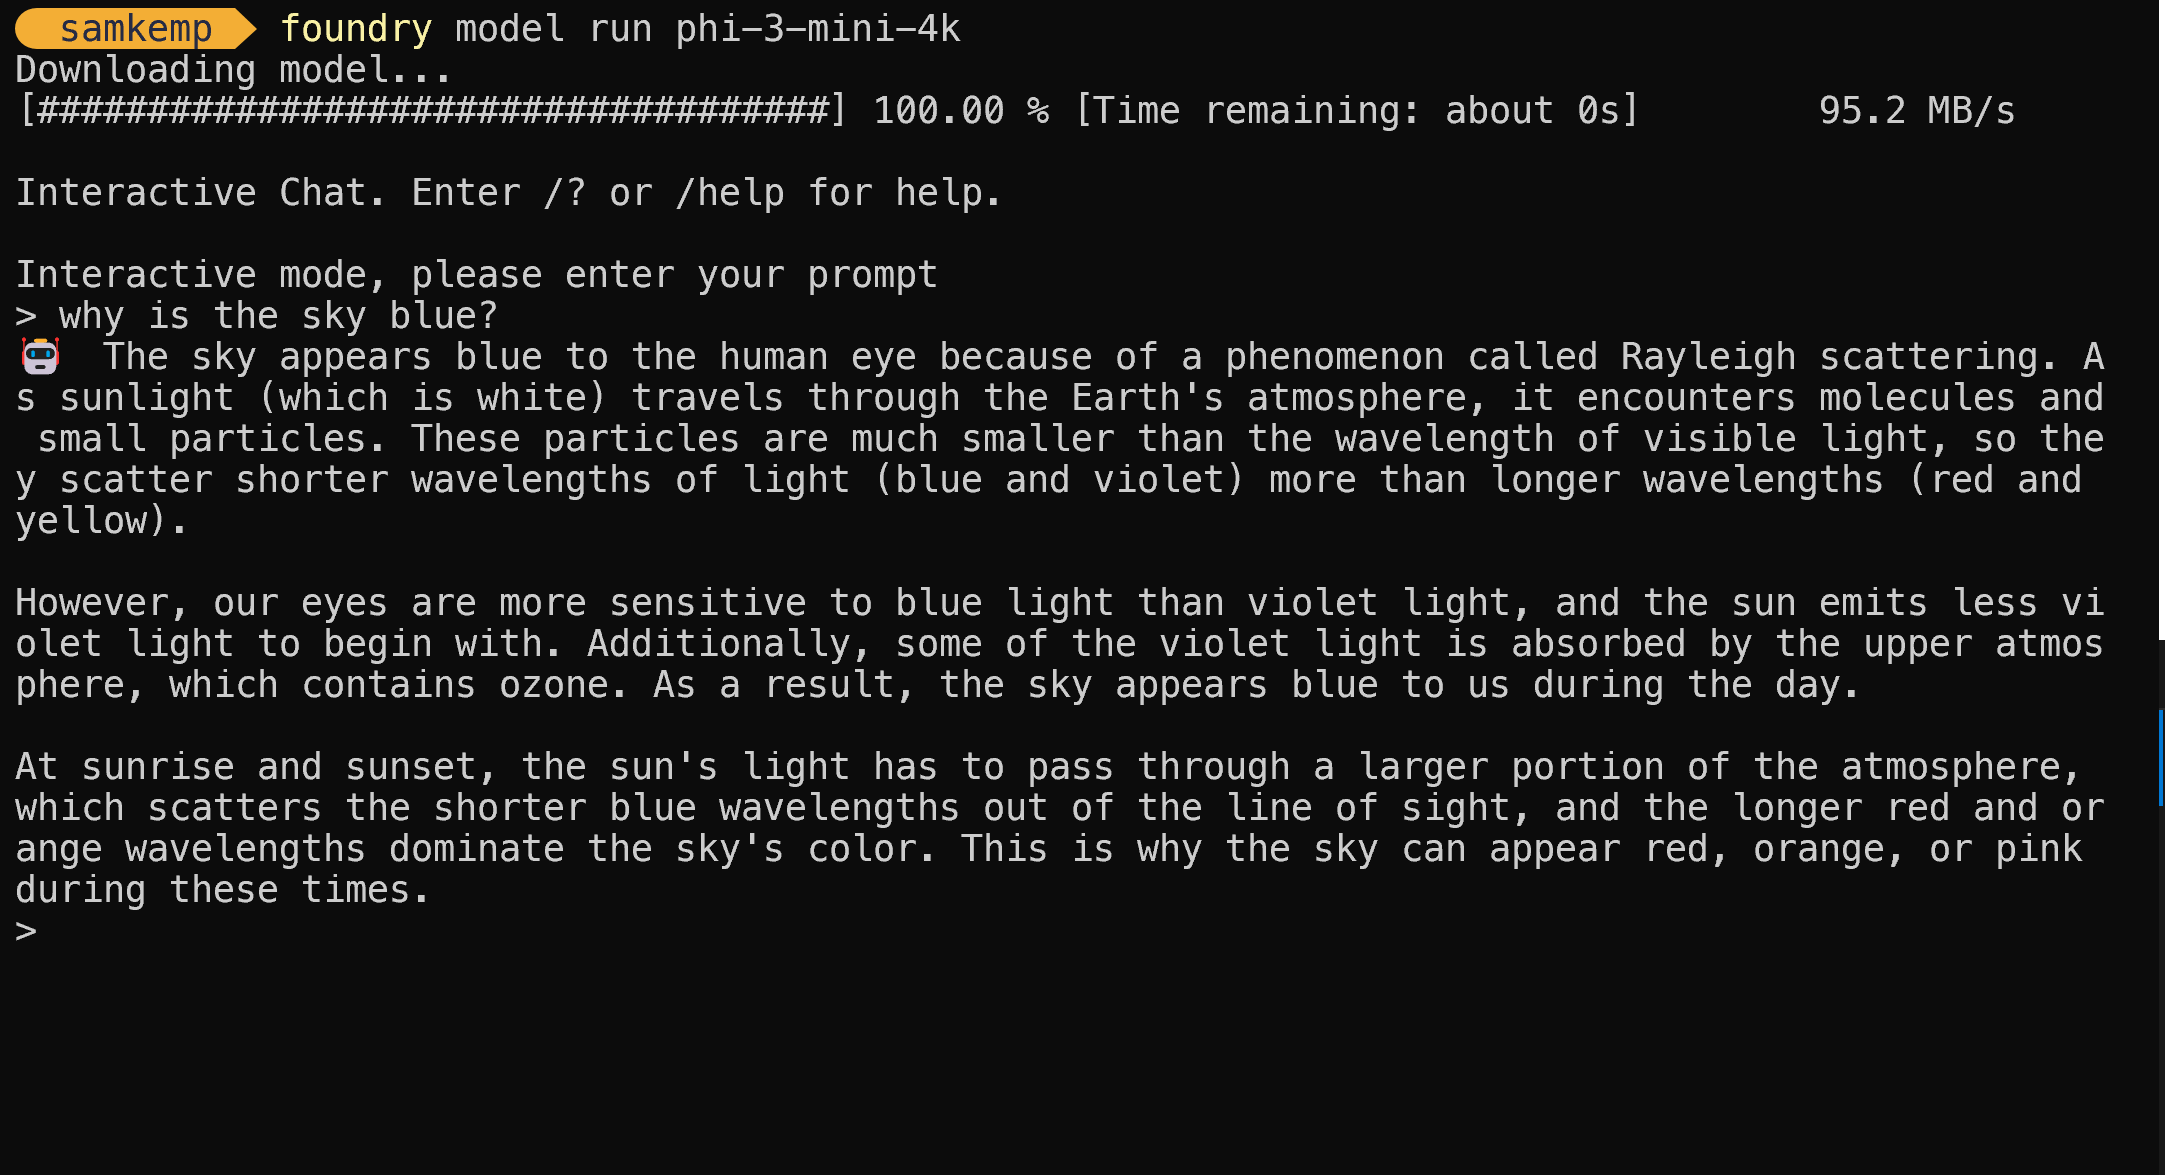 samkemp foundry model run phi-3-mini-4k
Downloading model...
[####################################] 100.00 % [Time remaining: about 0s] 95.2 MB/s
Interactive Chat. Enter /? or /help for help.
Interactive mode, please enter your prompt
> why is the sky blue?
The sky appears blue to the human eye because of a phenomenon called Rayleigh scattering. A
s sunlight (which is white) travels through the Earth's atmosphere, it encounters molecules and
small particles. These particles are much smaller than the wavelength of visible light, so the
y scatter shorter wavelengths of light (blue and violet) more than longer wavelengths (red and
yellow).
However, our eyes are more sensitive to blue light than violet light, and the sun emits less vi
olet light to begin with. Additionally, some of the violet light is absorbed by the upper atmos
phere, which contains ozone. As a result, the sky appears blue to us during the day.
At sunrise and sunset, the sun's light has to pass through a larger portion of the atmosphere,
which scatters the shorter blue wavelengths out of the line of sight, and the longer red and or
ange wavelengths dominate the sky's color. This is why the sky can appear red, orange, or pink
during these times.
>